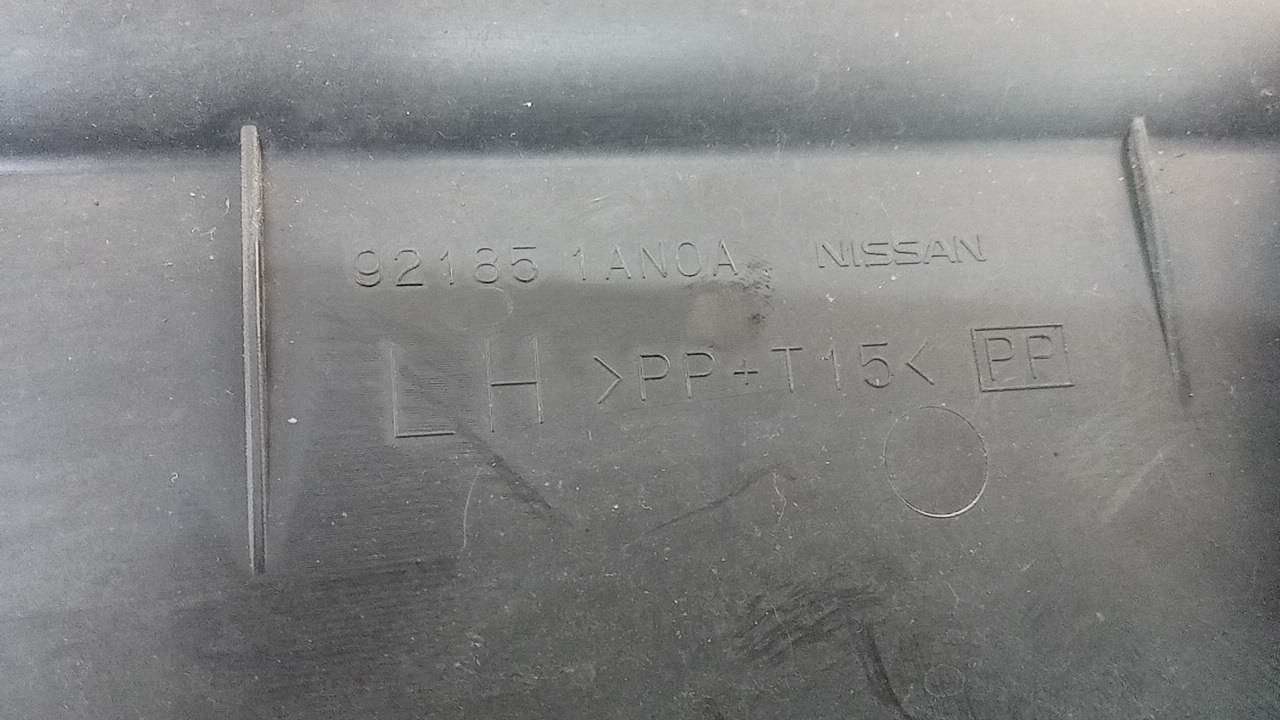 92185 1AN0A NISSAN
LH >PP+T15< PP